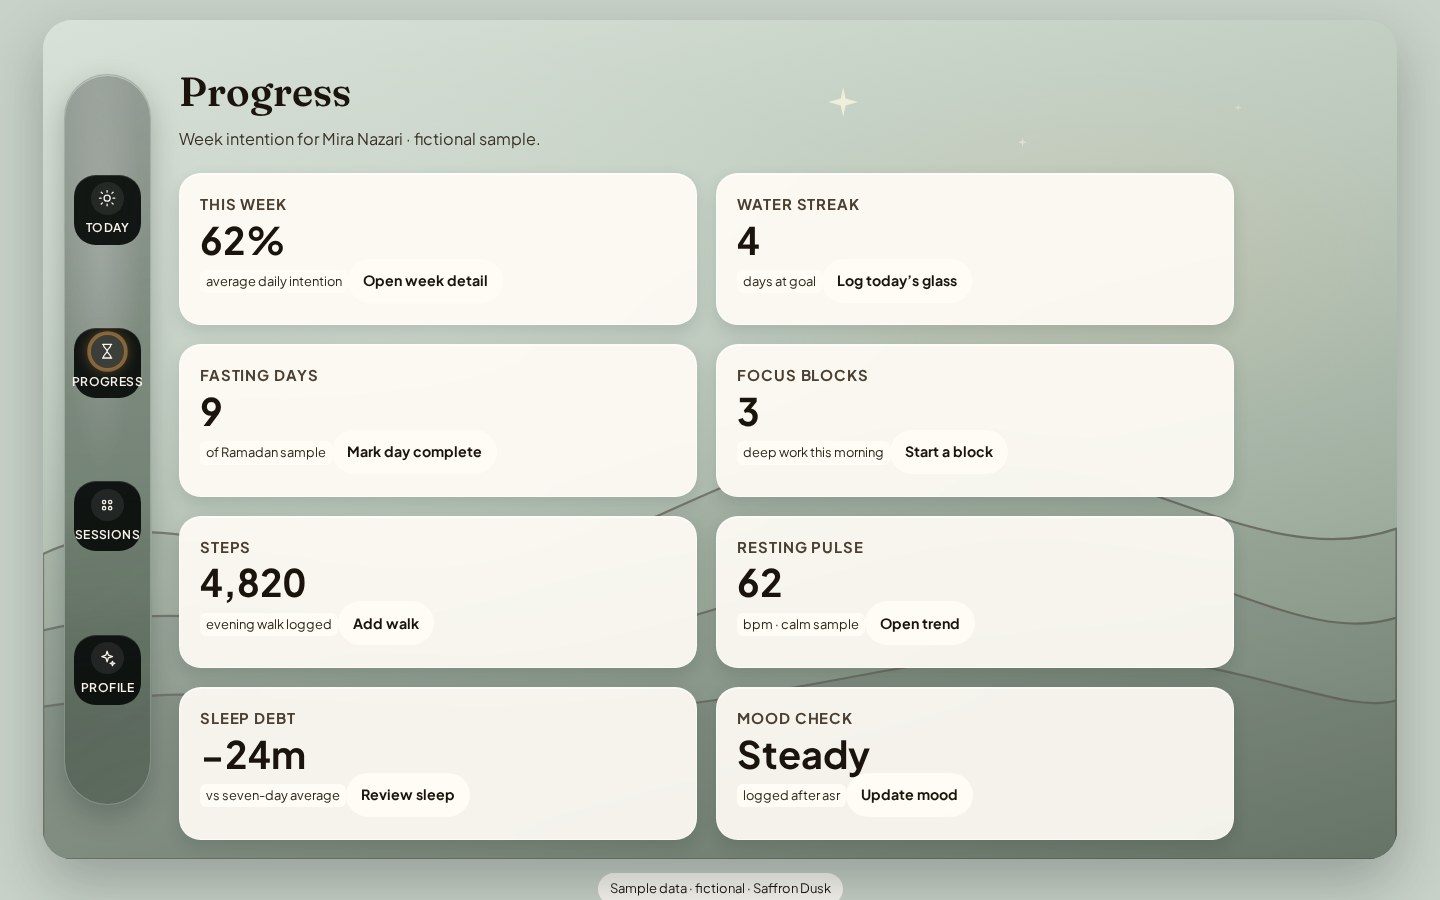 Progress
Week intention for Mira Nazari · fictional sample.
TODAY
PROGRESS
SESSIONS
PROFILE
THIS WEEK
62%
average daily intention Open week detail
WATER STREAK
4
days at goal Log today’s glass
FASTING DAYS
9
of Ramadan sample Mark day complete
FOCUS BLOCKS
3
deep work this morning Start a block
STEPS
4,820
evening walk logged Add walk
RESTING PULSE
62
bpm · calm sample Open trend
SLEEP DEBT
−24m
vs seven-day average Review sleep
MOOD CHECK
Steady
logged after asr Update mood
Sample data · fictional · Saffron Dusk